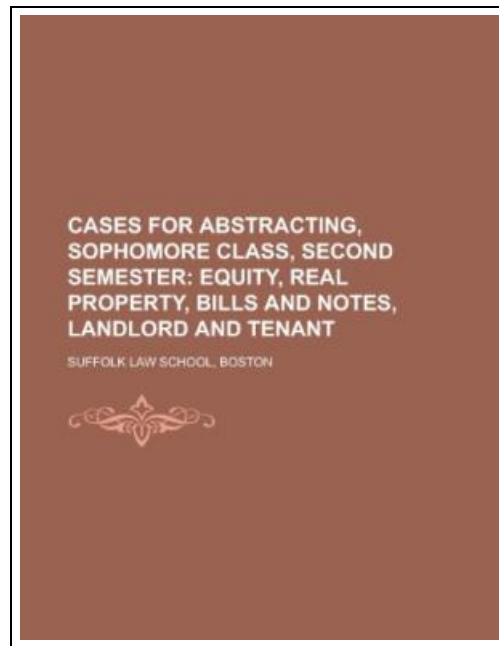 CASES FOR ABSTRACTING,
SOPHOMORE CLASS, SECOND
SEMESTER: EQUITY, REAL
PROPERTY, BILLS AND NOTES,
LANDLORD AND TENANT
SUFFOLK LAW SCHOOL, BOSTON